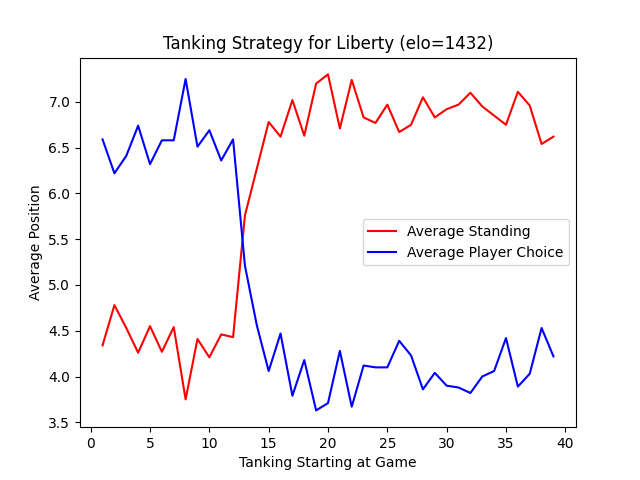 Tanking Strategy for Liberty (elo=1432)
Average Position
7.0
6.5
6.0
5.5
5.0
4.5
4.0
3.5
Average Standing
Average Player Choice
0 5 10 15 20 25 30 35 40
Tanking Starting at Game